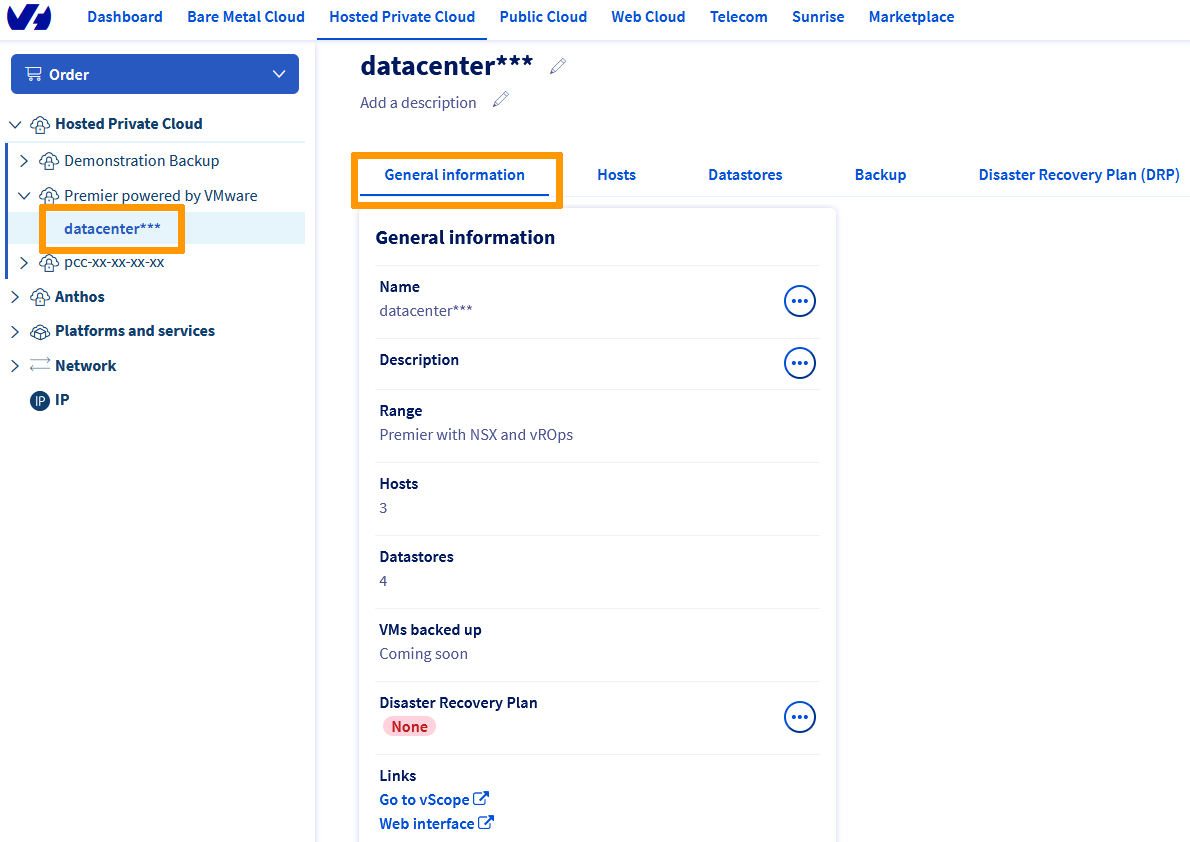 Dashboard Bare Metal Cloud Hosted Private Cloud Public Cloud Web Cloud Telecom Sunrise Marketplace
Order
Hosted Private Cloud
Demonstration Backup
Premier powered by VMware
datacenter***
pcc-xx-xx-xx-xx
Anthos
Platforms and services
Network
IP IP
datacenter***
Add a description
General information Hosts Datastores Backup Disaster Recovery Plan (DRP)
General information
Name
datacenter***
Description
Range
Premier with NSX and vROps
Hosts
3
Datastores
4
VMs backed up
Coming soon
Disaster Recovery Plan
None
Links
Go to vScope
Web interface